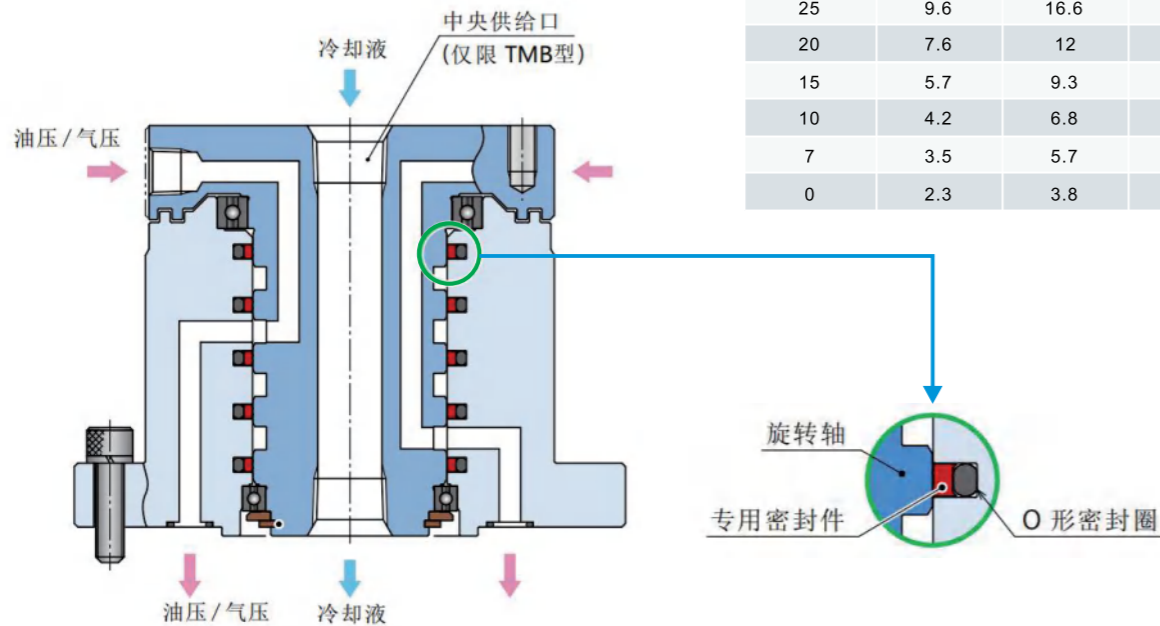 25 9.6 16.6
20 7.6 12
15 5.7 9.3
10 4.2 6.8
7 3.5 5.7
0 2.3 3.8
中央供给口
(仅限 TMB型)
冷却液
油压/气压
旋转轴
专用密封件
O 形密封圈
油压/气压
冷却液